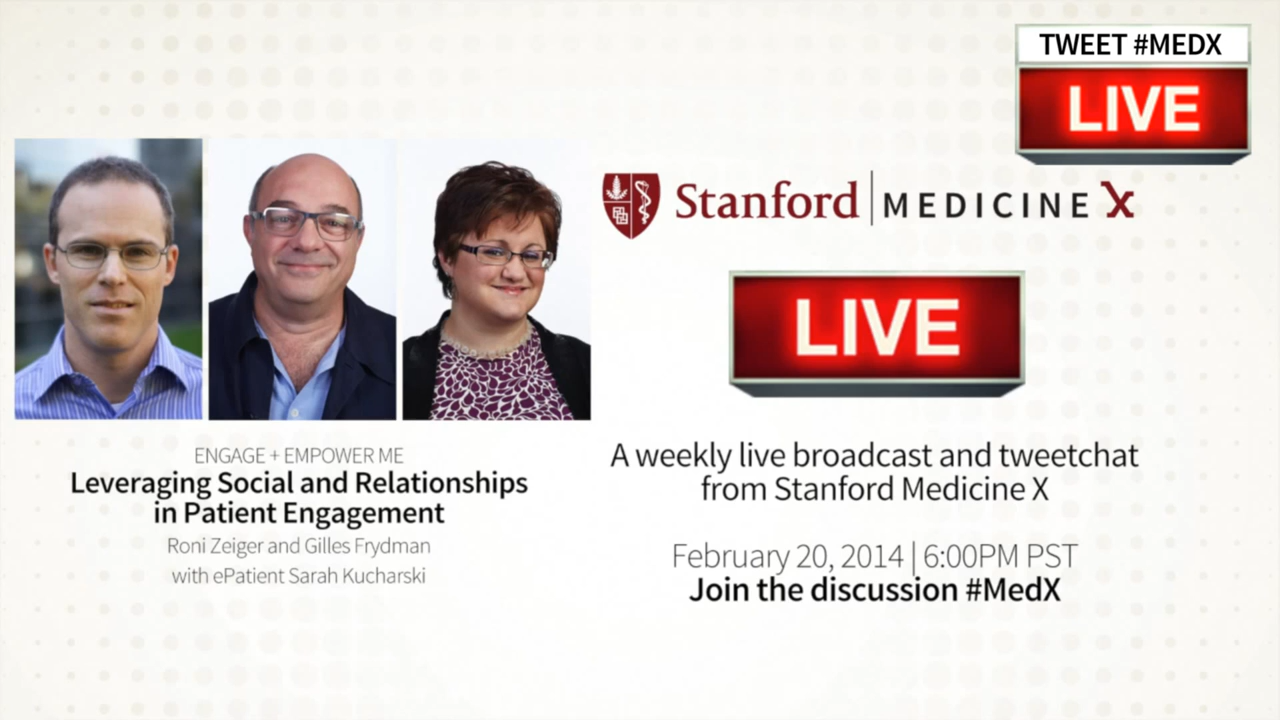 TWEET #MEDX
LIVE
Stanford MEDICINE X
LIVE
ENGAGE + EMPOWER ME
Leveraging Social and Relationships
in Patient Engagement
Roni Zeiger and Gilles Frydman
with ePatient Sarah Kucharski
A weekly live broadcast and tweetchat
from Stanford Medicine X
February 20, 2014 | 6:00PM PST
Join the discussion #MedX